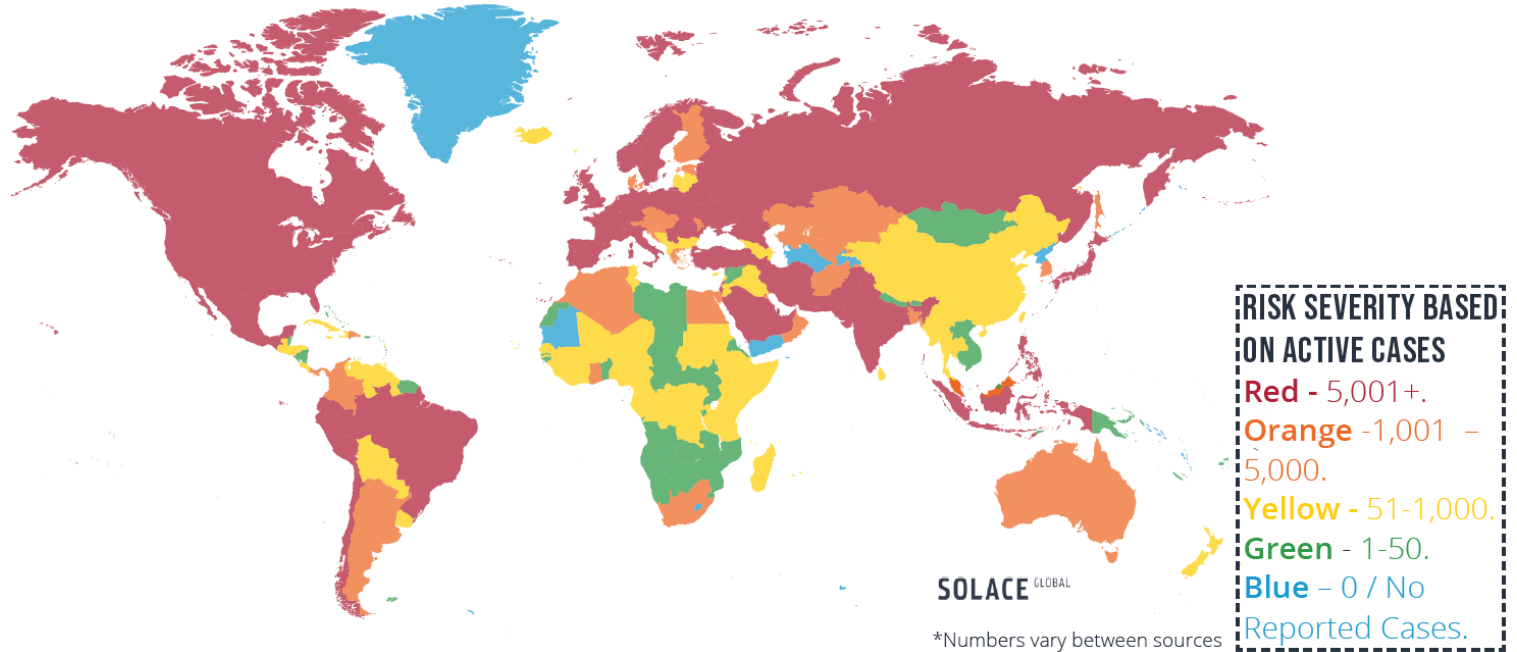 RISK SEVERITY BASED
ON ACTIVE CASES
Red - 5,001+.
Orange -1,001 –
5,000.
Yellow - 51-1,000.
Green - 1-50.
Blue – 0 / No
Reported Cases.
SOLACE GLOBAL
*Numbers vary between sources